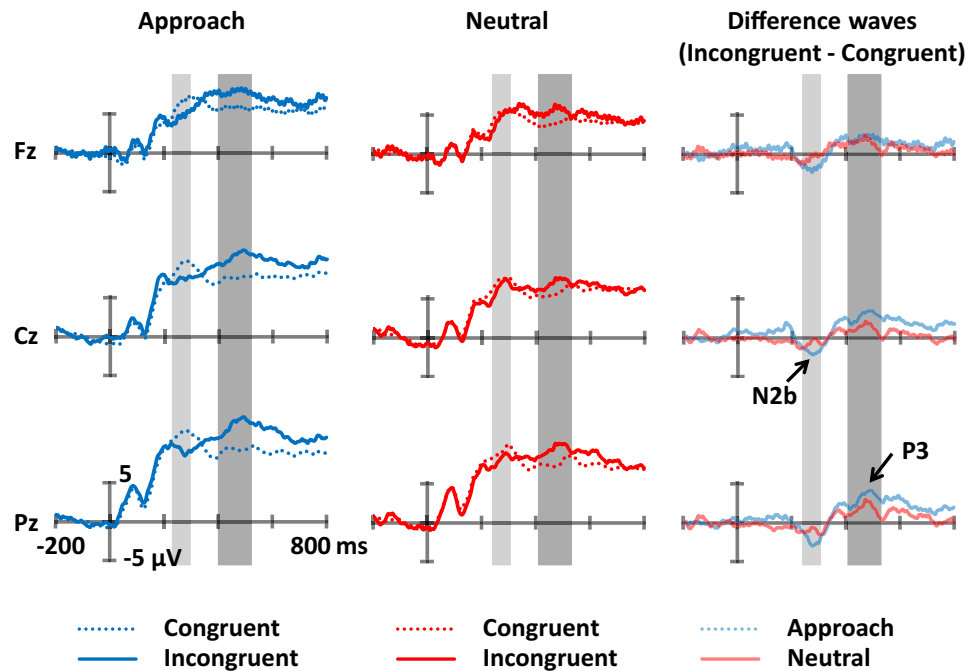 Approach
Neutral
Difference waves
(Incongruent - Congruent)
Fz
Cz
N2b
P3
5
Pz
-200
-5 µV
800 ms
Congruent
Incongruent
Congruent
Incongruent
Approach
Neutral